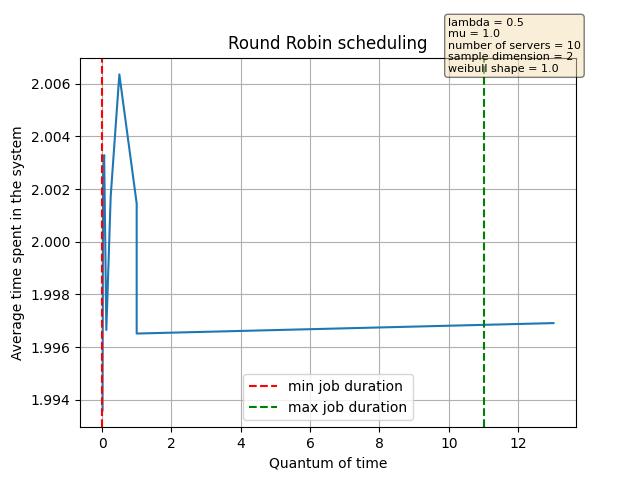 lambda = 0.5
mu = 1.0
number of servers = 10
sample dimension = 2
weibull shape = 1.0
Round Robin scheduling
2.006
2.004
2.002
2.000
1.998
1.996
1.994
Average time spent in the system
min job duration
max job duration
0 2 4 6 8 10 12
Quantum of time